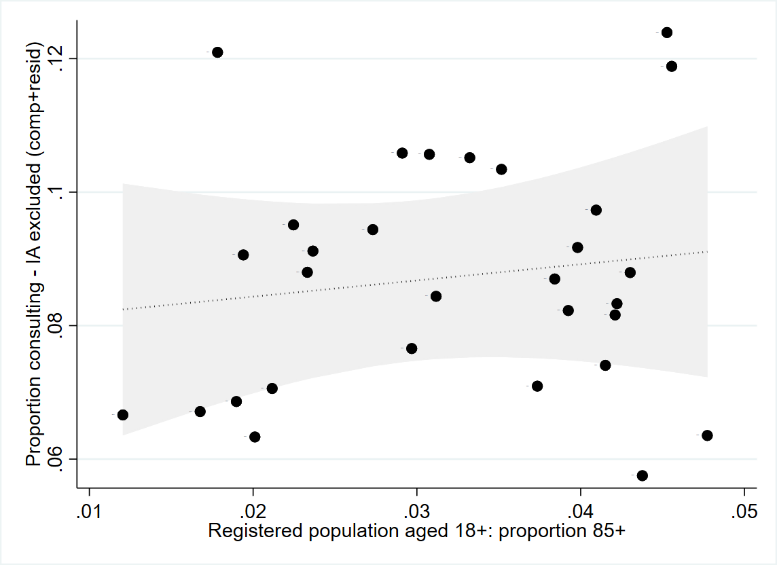 Proportion consulting - IA excluded (comp+resid)
.12
.1
.08
.06
.01 .02 .03 .04 .05
Registered population aged 18+: proportion 85+